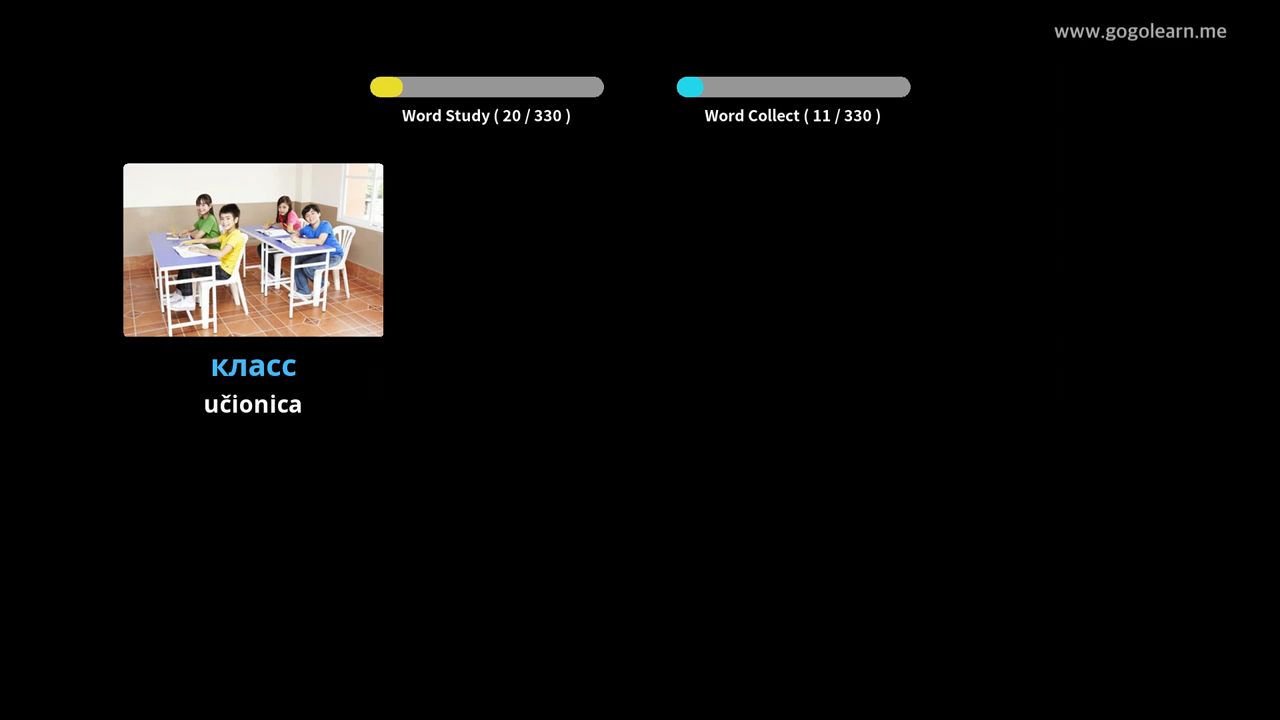 www.gogolearn.me
Word Study ( 20 / 330 )
Word Collect ( 11 / 330 )
класс
učionica